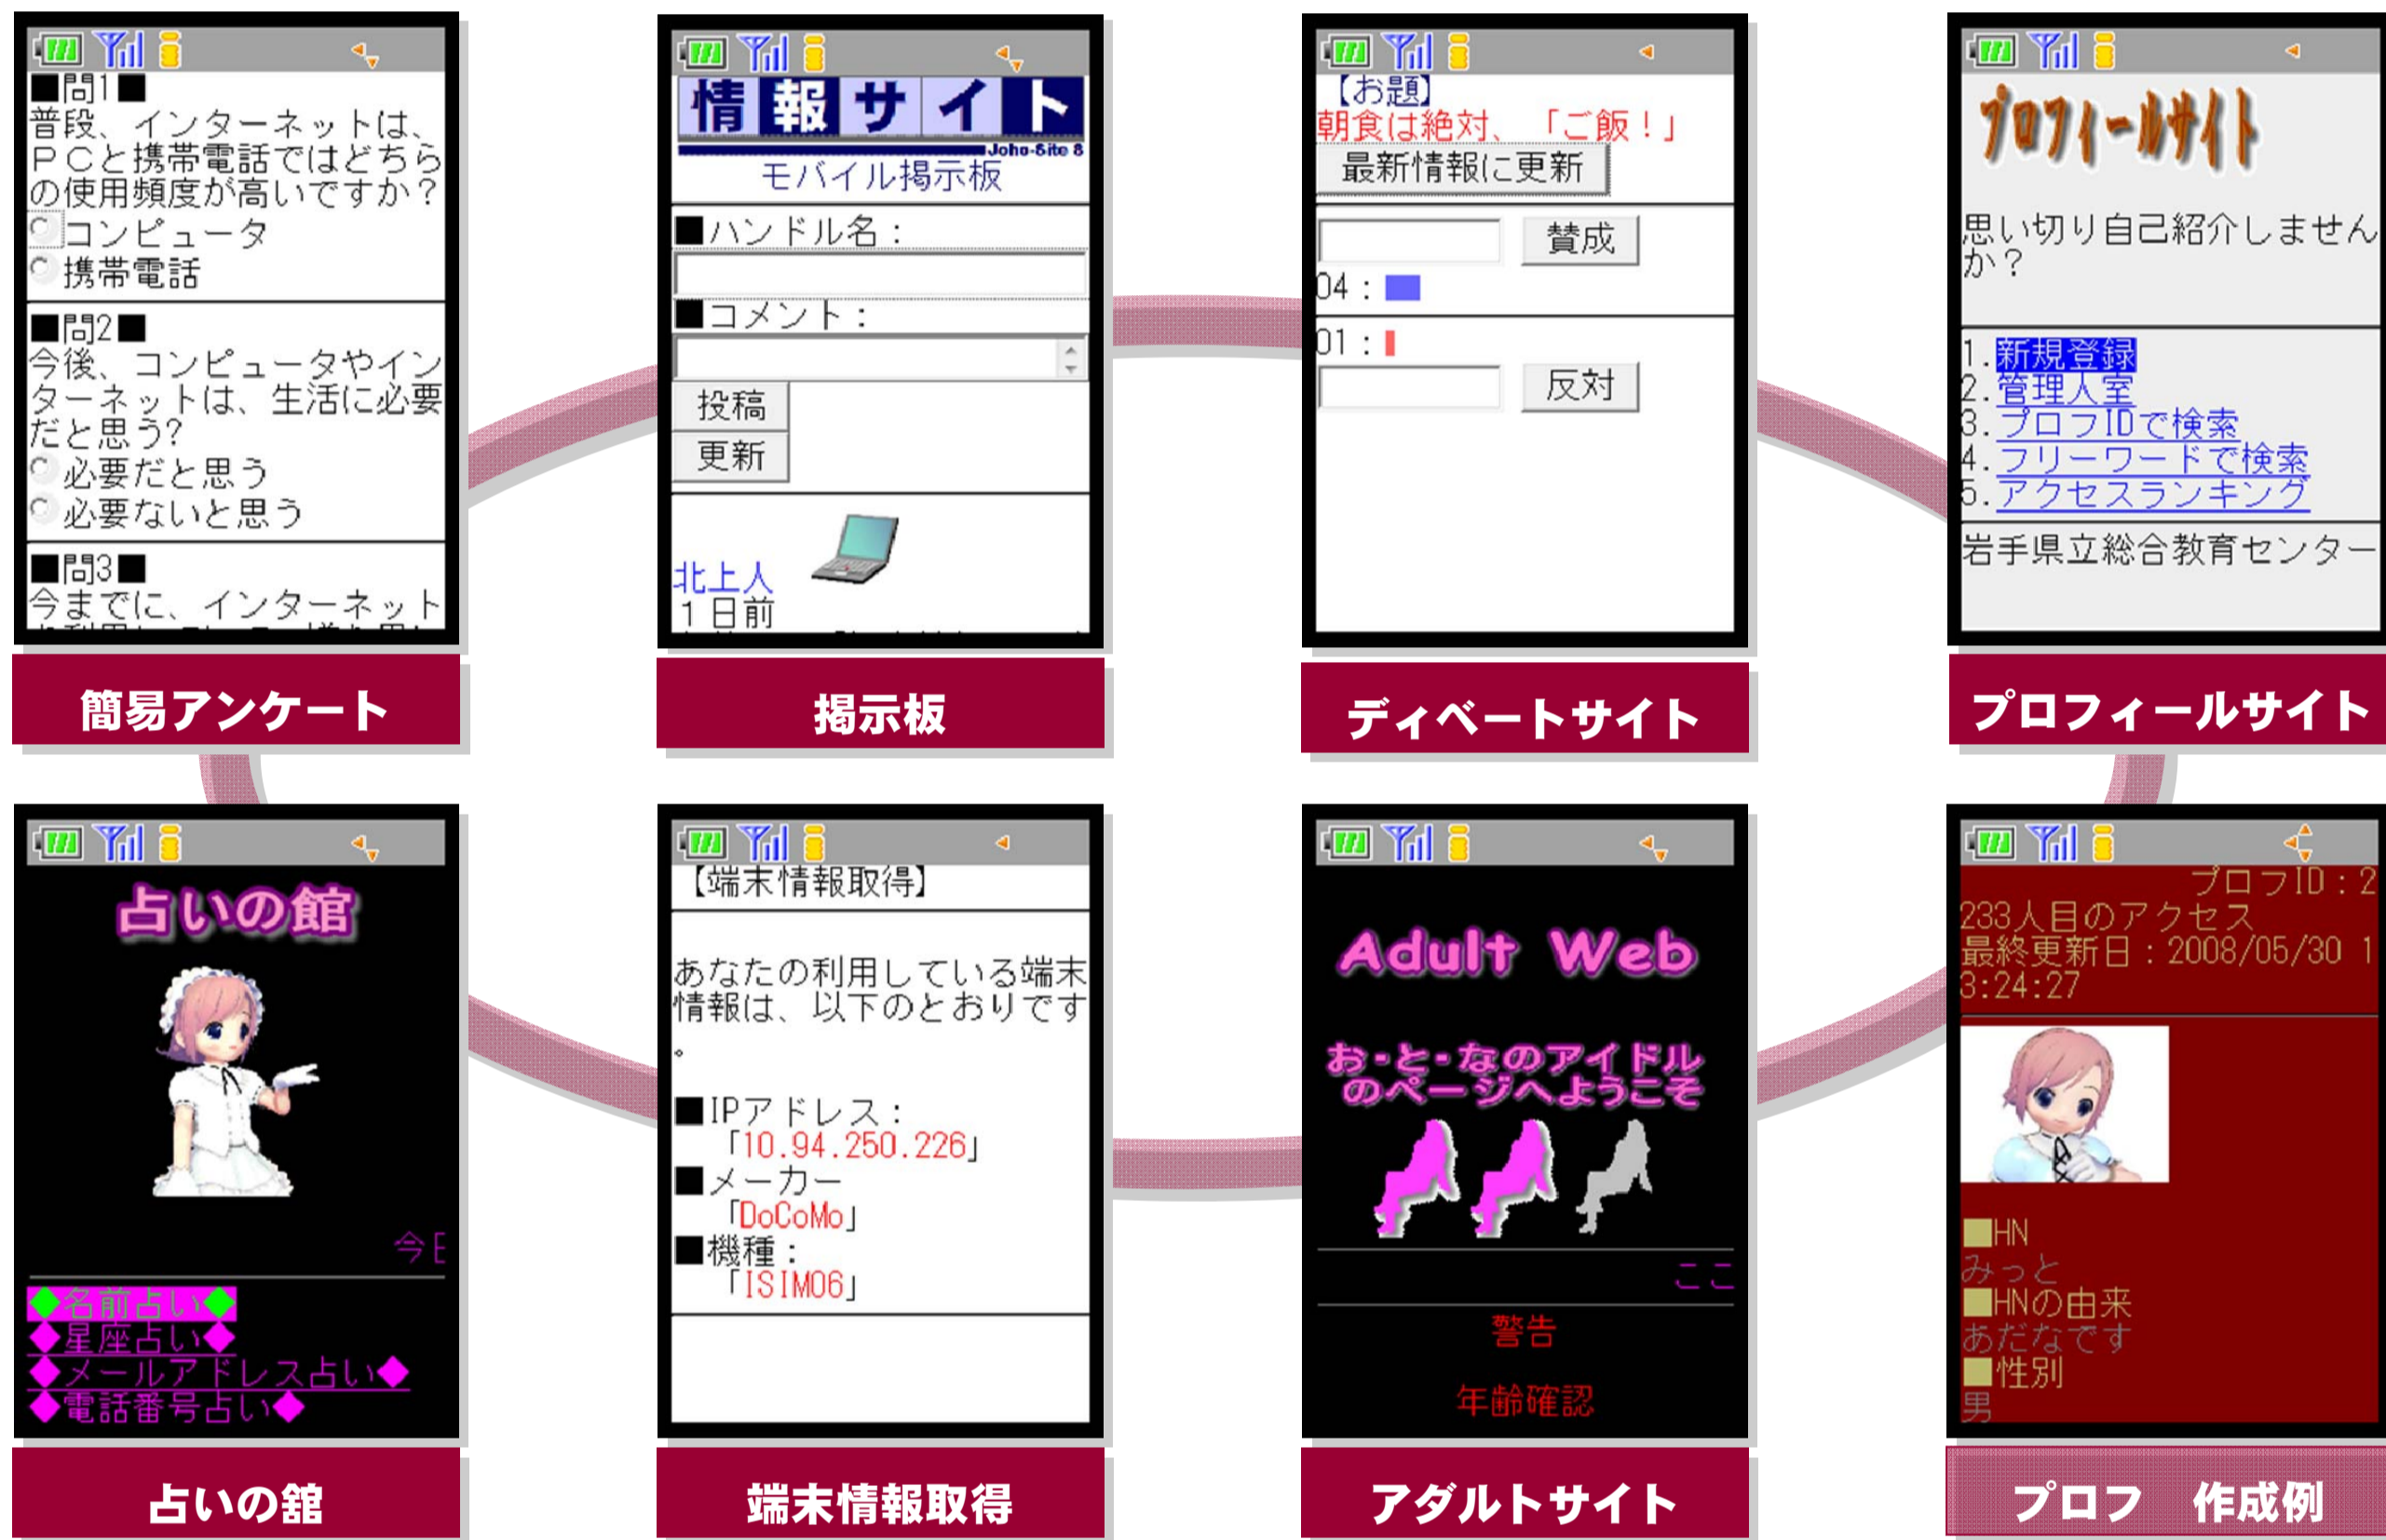 ■問1■
普段、インターネットは、
ＰＣと携帯電話ではどちら
の使用頻度が高いですか？
コンピュータ
携帯電話
■問2■
今後、コンピュータやイン
ターネットは、生活に必要
だと思う?
必要だと思う
必要ないと思う
■問3■
今までに、インターネット
簡易アンケート
情報サイト
Joho-Site 8
モバイル掲示板
■ハンドル名：
■コメント：
投稿
更新
北上人
１日前
掲示板
【お題】
朝食は絶対、「ご飯！」
最新情報に更新
賛成
04：
01：
反対
ディベートサイト
プロフィールサイト
思い切り自己紹介しません
か？
1.新規登録
2.管理人室
3.プロフIDで検索
4.フリーワードで検索
5.アクセスランキング
岩手県立総合教育センター
プロフィールサイト
占いの館
今日
◆名前占い◆
◆星座占い◆
◆メールアドレス占い◆
◆電話番号占い◆
占いの舘
【端末情報取得】
あなたの利用している端末
情報は、以下のとおりです
。
■IPアドレス：
「10.94.250.226」
■メーカー
「DoCoMo」
■機種：
「ISIM06」
端末情報取得
Adult Web
お・と・なのアイドル
のページへようこそ
ここ
警告
年齢確認
アダルトサイト
プロフID：2
233人目のアクセス
最終更新日：2008/05/30 1
3:24:27
■HN
みっと
■HNの由来
あだなです
■性別
男
プロフ　作成例